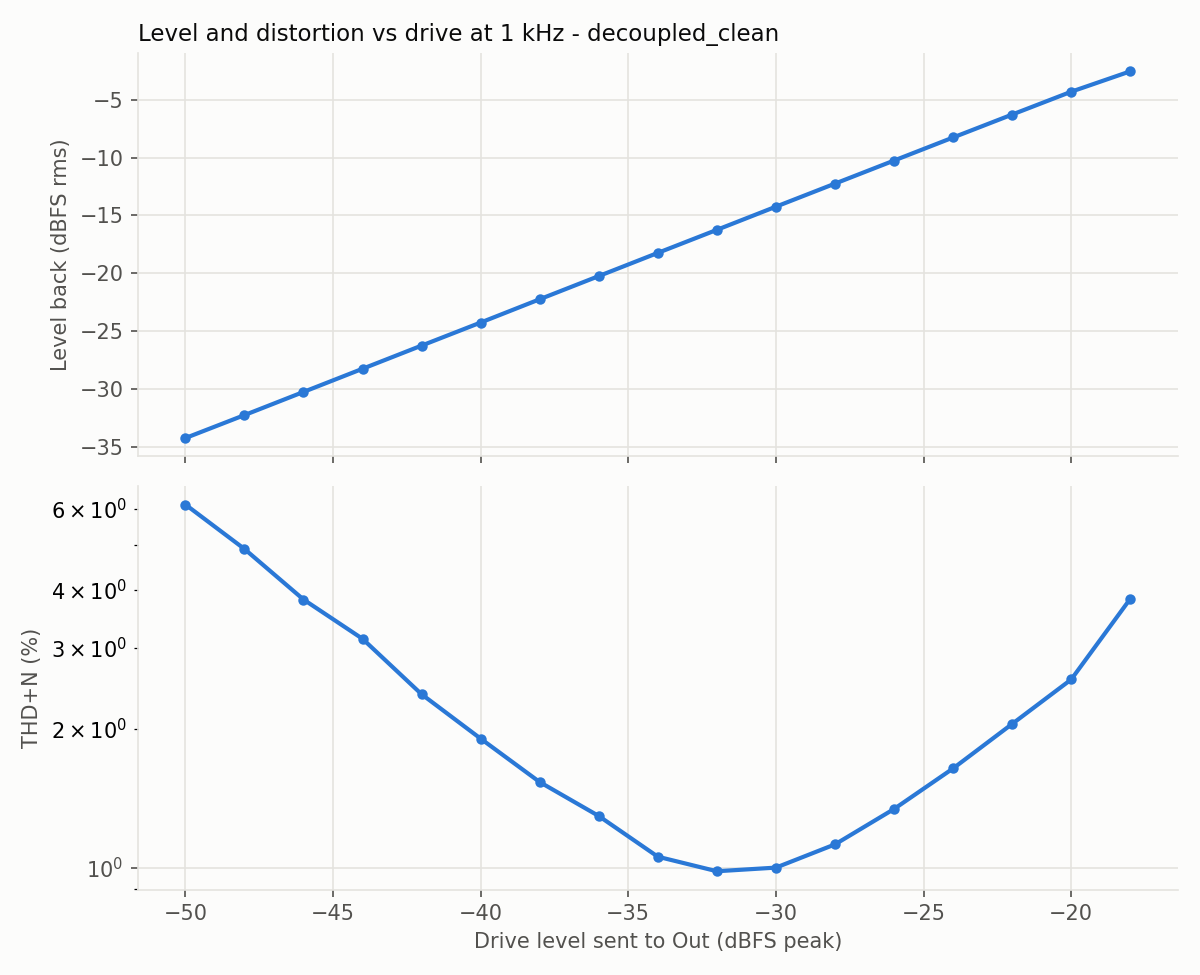 Level and distortion vs drive at 1 kHz - decoupled_clean
Level back (dBFS rms)
−5
−10
−15
−20
−25
−30
−35
THD+N (%)
6 × 10⁰
4 × 10⁰
3 × 10⁰
2 × 10⁰
10⁰
−50 −45 −40 −35 −30 −25 −20
Drive level sent to Out (dBFS peak)